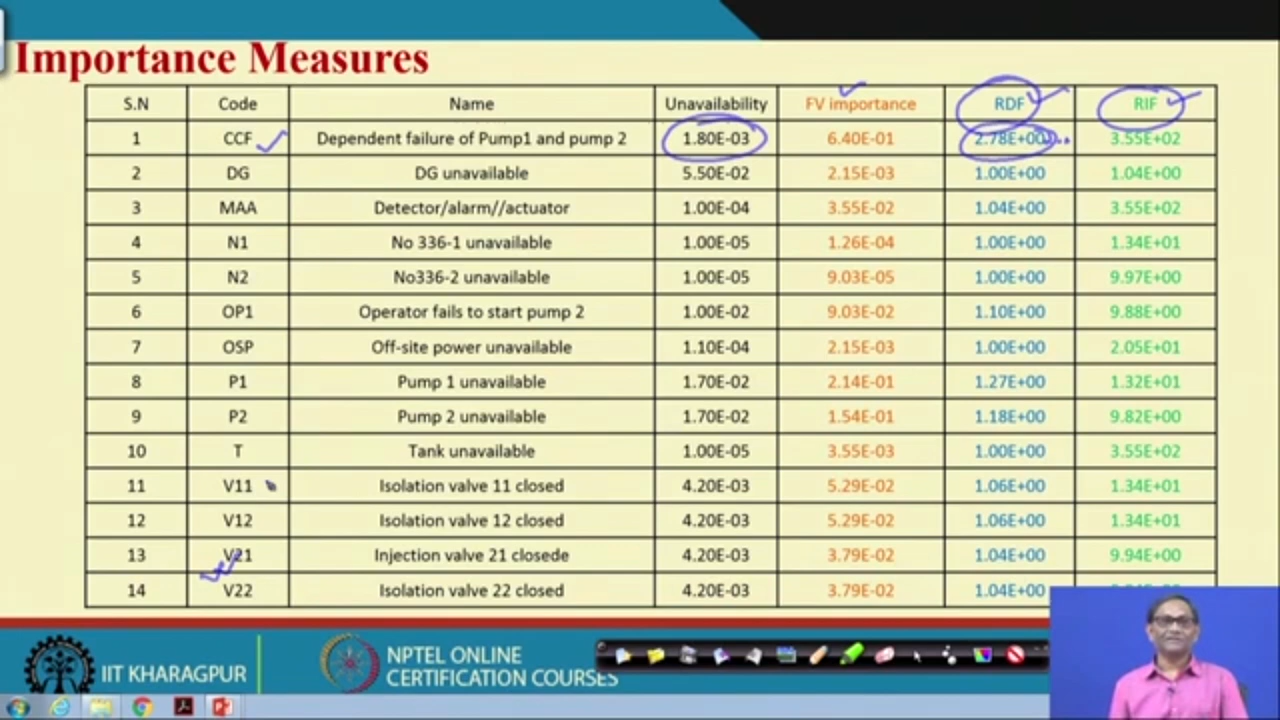 Importance Measures
S.N Code Name Unavailability FV importance RDF RIF
1 CCF Dependent failure of Pump1 and pump 2 1.80E-03 6.40E-01 2.78E+00 3.55E+02
2 DG DG unavailable 5.50E-02 2.15E-03 1.00E+00 1.04E+00
3 MAA Detector/alarm//actuator 1.00E-04 3.55E-02 1.04E+00 3.55E+02
4 N1 No 336-1 unavailable 1.00E-05 1.26E-04 1.00E+00 1.34E+01
5 N2 No336-2 unavailable 1.00E-05 9.03E-05 1.00E+00 9.97E+00
6 OP1 Operator fails to start pump 2 1.00E-02 9.03E-02 1.10E+00 9.88E+00
7 OSP Off-site power unavailable 1.10E-04 2.15E-03 1.00E+00 2.05E+01
8 P1 Pump 1 unavailable 1.70E-02 2.14E-01 1.27E+00 1.32E+01
9 P2 Pump 2 unavailable 1.70E-02 1.54E-01 1.18E+00 9.82E+00
10 T Tank unavailable 1.00E-05 3.55E-03 1.00E+00 3.55E+02
11 V11 Isolation valve 11 closed 4.20E-03 5.29E-02 1.06E+00 1.34E+01
12 V12 Isolation valve 12 closed 4.20E-03 5.29E-02 1.06E+00 1.34E+01
13 V21 Injection valve 21 closede 4.20E-03 3.79E-02 1.04E+00 9.94E+00
14 V22 Isolation valve 22 closed 4.20E-03 3.79E-02 1.04E+00
IIT KHARAGPUR
NPTEL ONLINE
CERTIFICATION COURSES